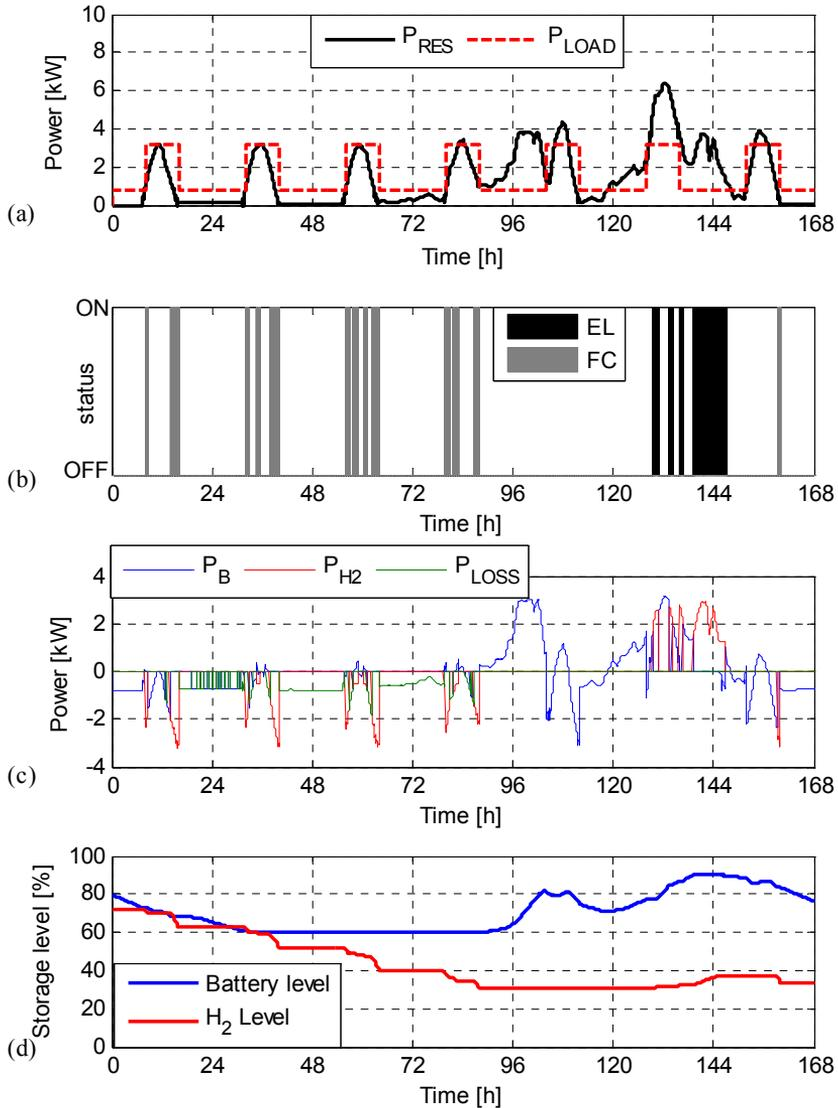 10
8
6
4
2
0
Power [kW]
P_RES P_LOAD
(a)
0 24 48 72 96 120 144 168
Time [h]
ON
OFF
status
EL
FC
(b)
0 24 48 72 96 120 144 168
Time [h]
P_B P_H2 P_LOSS
4
2
0
-2
-4
Power [kW]
(c)
0 24 48 72 96 120 144 168
Time [h]
100
80
60
40
20
0
Storage level [%]
Battery level
H_2 Level
(d)
0 24 48 72 96 120 144 168
Time [h]